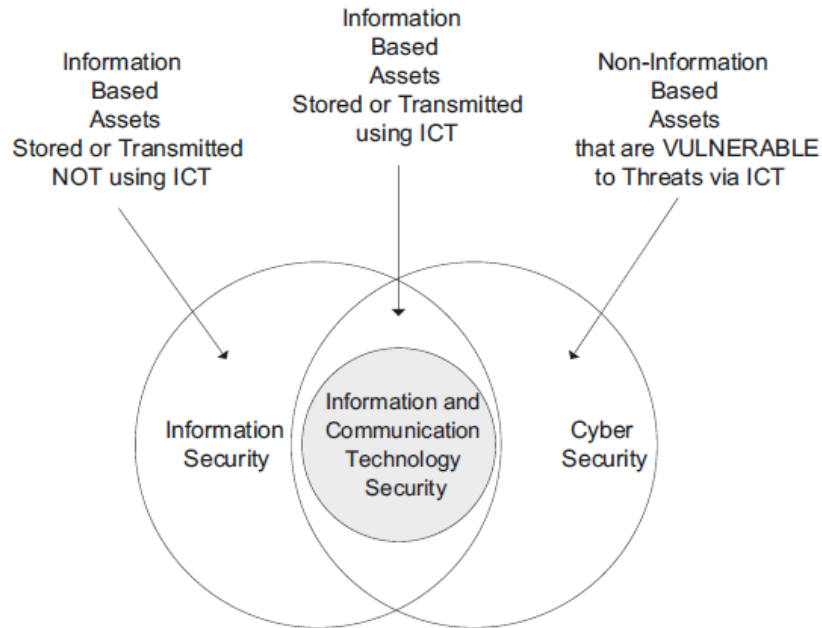 Information
Based
Assets
Stored or Transmitted
NOT using ICT
Information
Based
Assets
Stored or Transmitted
using ICT
Non-Information
Based
Assets
that are VULNERABLE
to Threats via ICT
Information
Security
Information and
Communication
Technology
Security
Cyber
Security